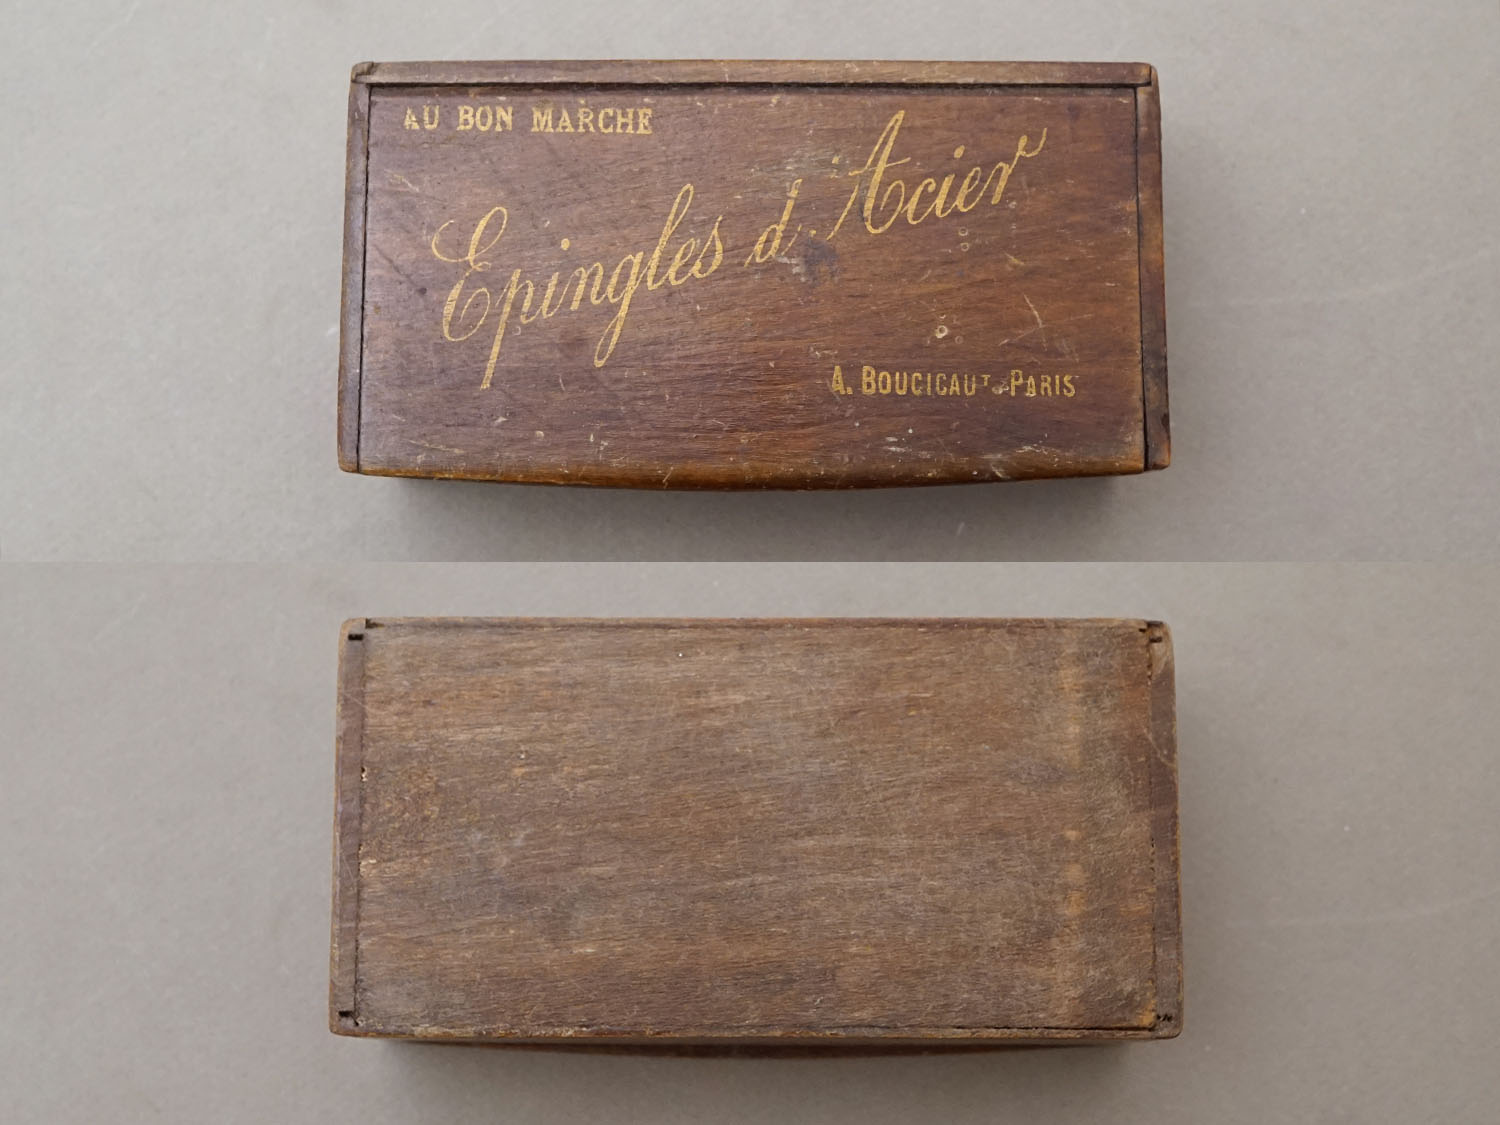 AU BON MARCHE
Epingles d'Acier
A. BOUCICAUT PARIS